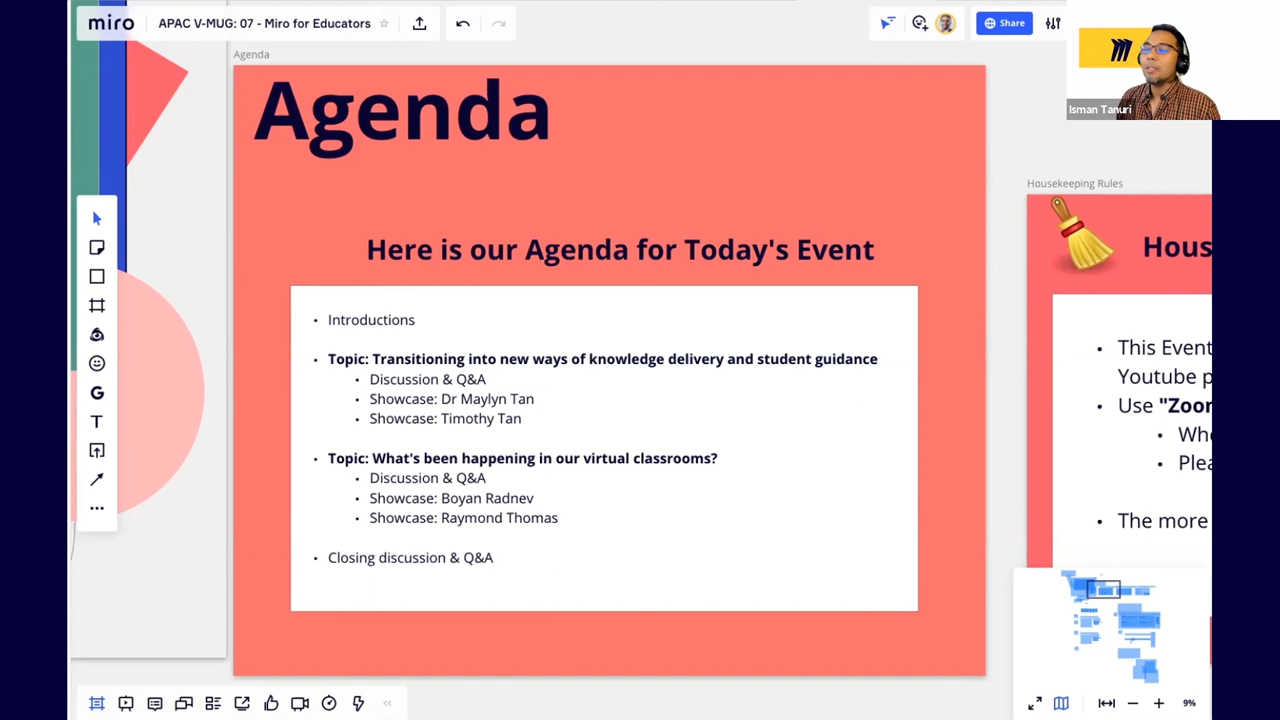 miro
APAC V-MUG: 07 - Miro for Educators
Share
Isman Tanuri
Agenda
Agenda
Here is our Agenda for Today's Event
• Introductions
• Topic: Transitioning into new ways of knowledge delivery and student guidance
• Discussion & Q&A
• Showcase: Dr Maylyn Tan
• Showcase: Timothy Tan
• Topic: What's been happening in our virtual classrooms?
• Discussion & Q&A
• Showcase: Boyan Radnev
• Showcase: Raymond Thomas
• Closing discussion & Q&A
Housekeeping Rules
• This Event
Use
• The more
9%